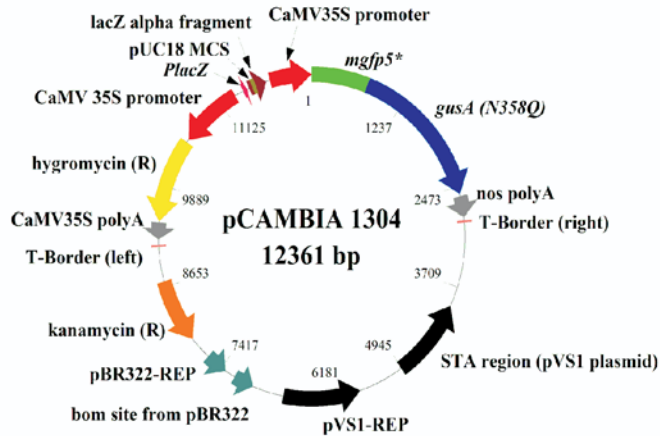 CaMV35S promoter
lacZ alpha fragment
pUC18 MCS
PlacZ
mgfp5*
CaMV 35S promoter
1
11125
1237
gusA (N358Q)
hygromycin (R)
9889
2473
nos polyA
CaMV35S polyA
pCAMBIA 1304
T-Border (right)
T-Border (left)
12361 bp
8653
3709
kanamycin (R)
7417
4945
STA region (pVS1 plasmid)
pBR322-REP
6181
bom site from pBR322
pVS1-REP